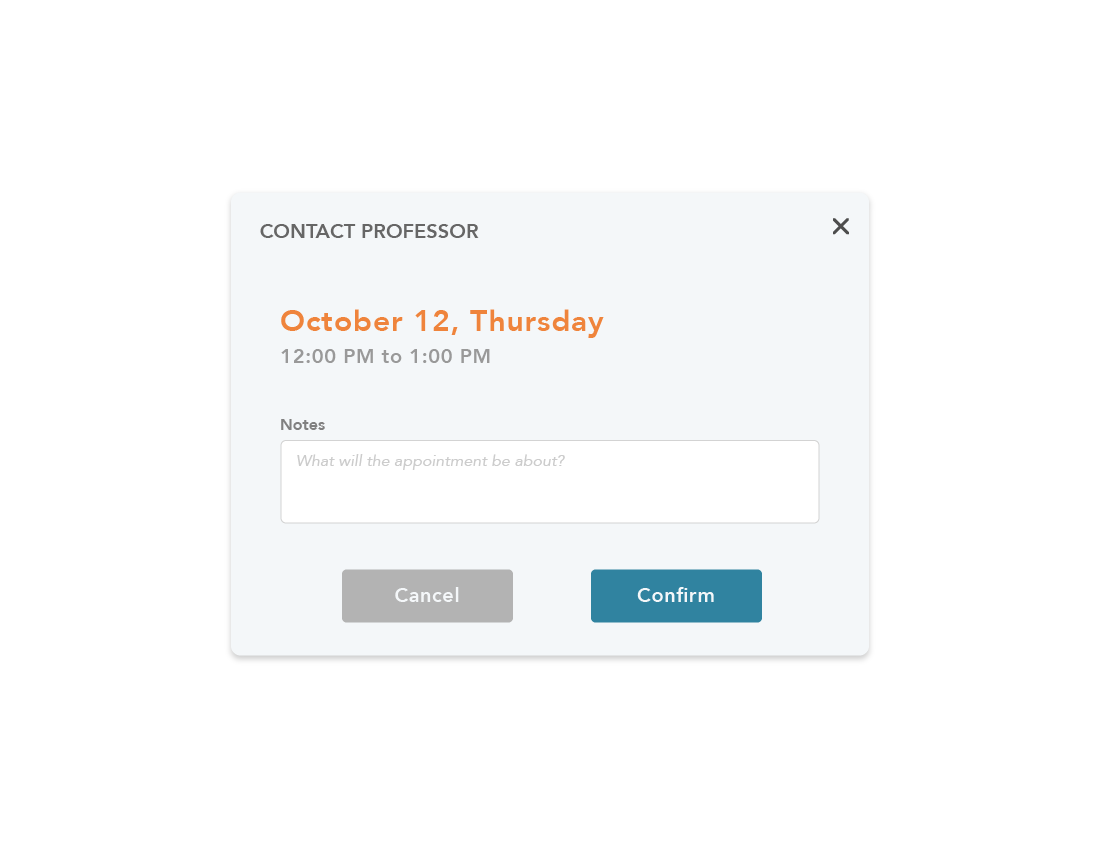 CONTACT PROFESSOR
October 12, Thursday
12:00 PM to 1:00 PM
Notes
What will the appointment be about?
Cancel
Confirm